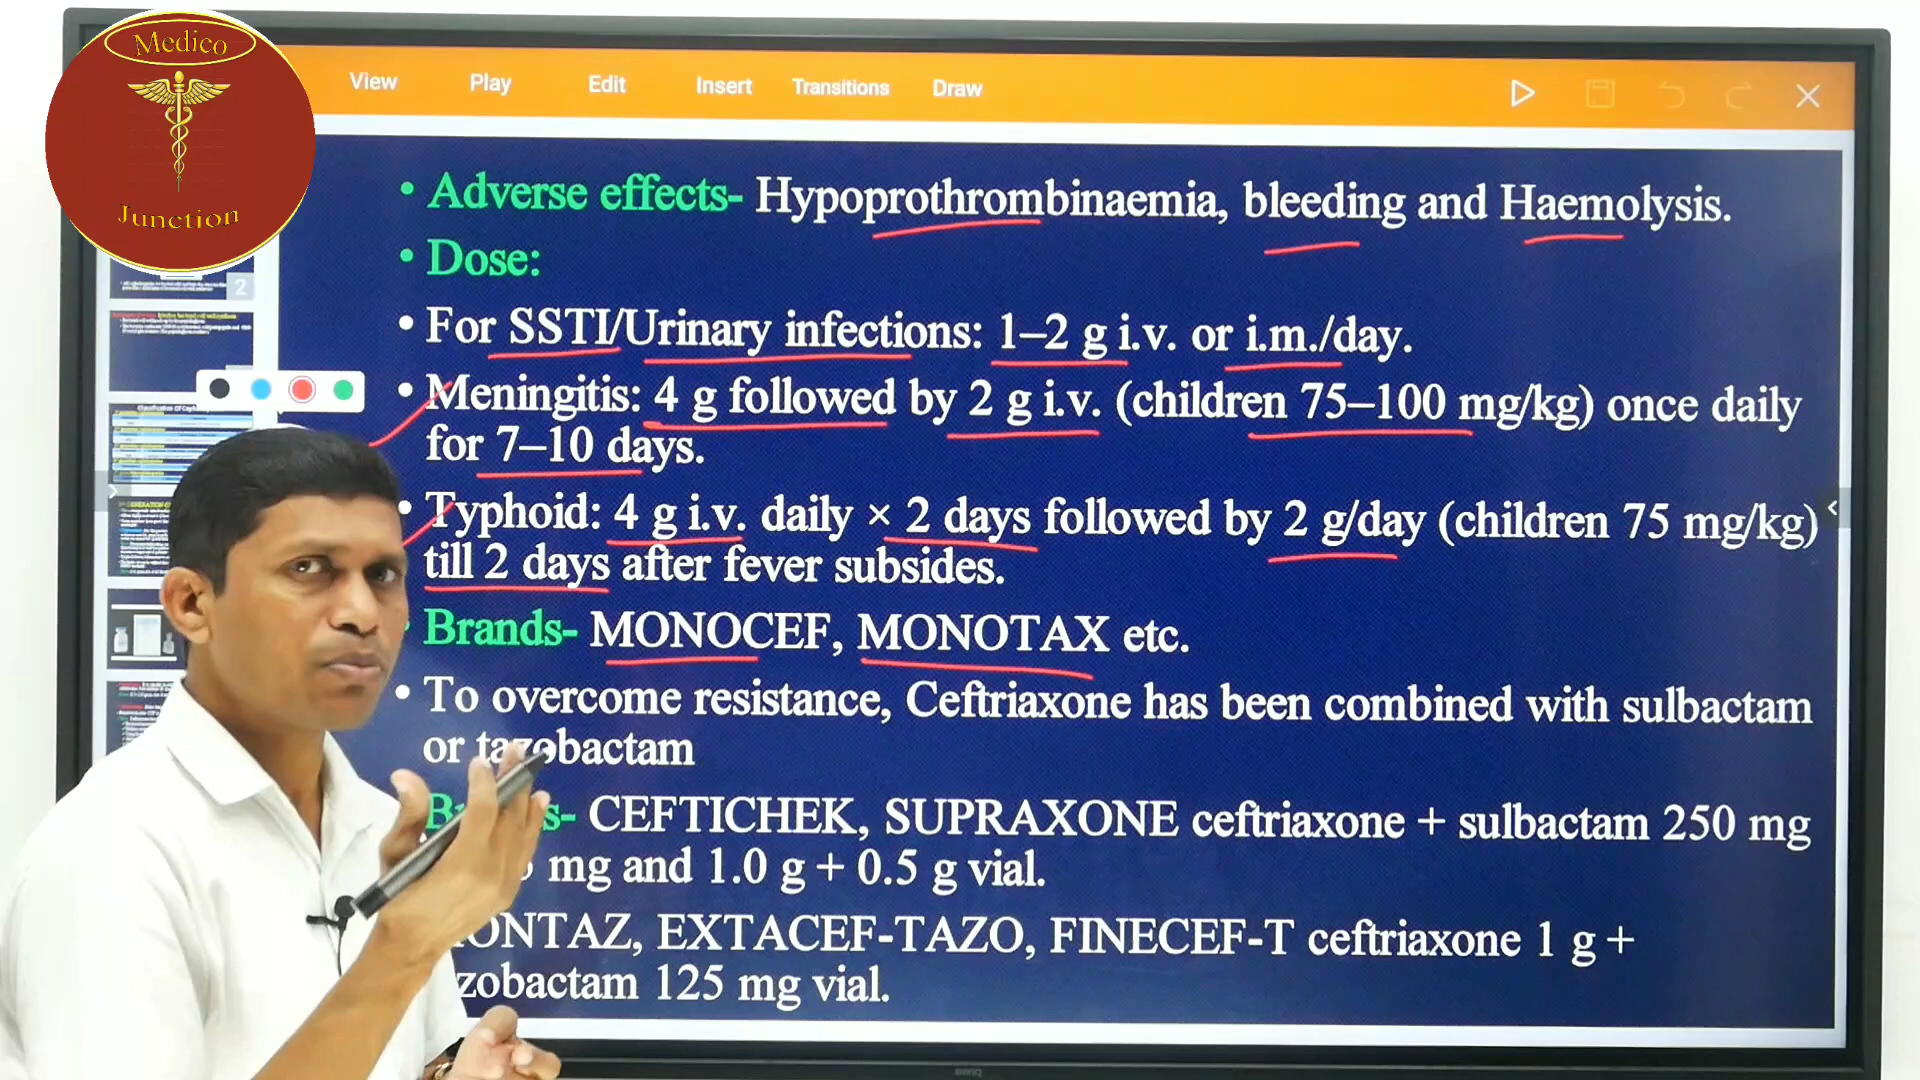 Medico
Junction
View Play Edit Insert Transitions Draw
• Adverse effects- Hypoprothrombinaemia, bleeding and Haemolysis.
• Dose:
• For SSTI/Urinary infections: 1–2 g i.v. or i.m./day.
• Meningitis: 4 g followed by 2 g i.v. (children 75–100 mg/kg) once daily
for 7–10 days.
• Typhoid: 4 g i.v. daily × 2 days followed by 2 g/day (children 75 mg/kg)
till 2 days after fever subsides.
• Brands- MONOCEF, MONOTAX etc.
• To overcome resistance, Ceftriaxone has been combined with sulbactam
or tazobactam
CEFTICHEK, SUPRAXONE ceftriaxone + sulbactam 250 mg
mg and 1.0 g + 0.5 g vial.
EXTACEF-TAZO, FINECEF-T ceftriaxone 1 g +
125 mg vial.
2
BenQ